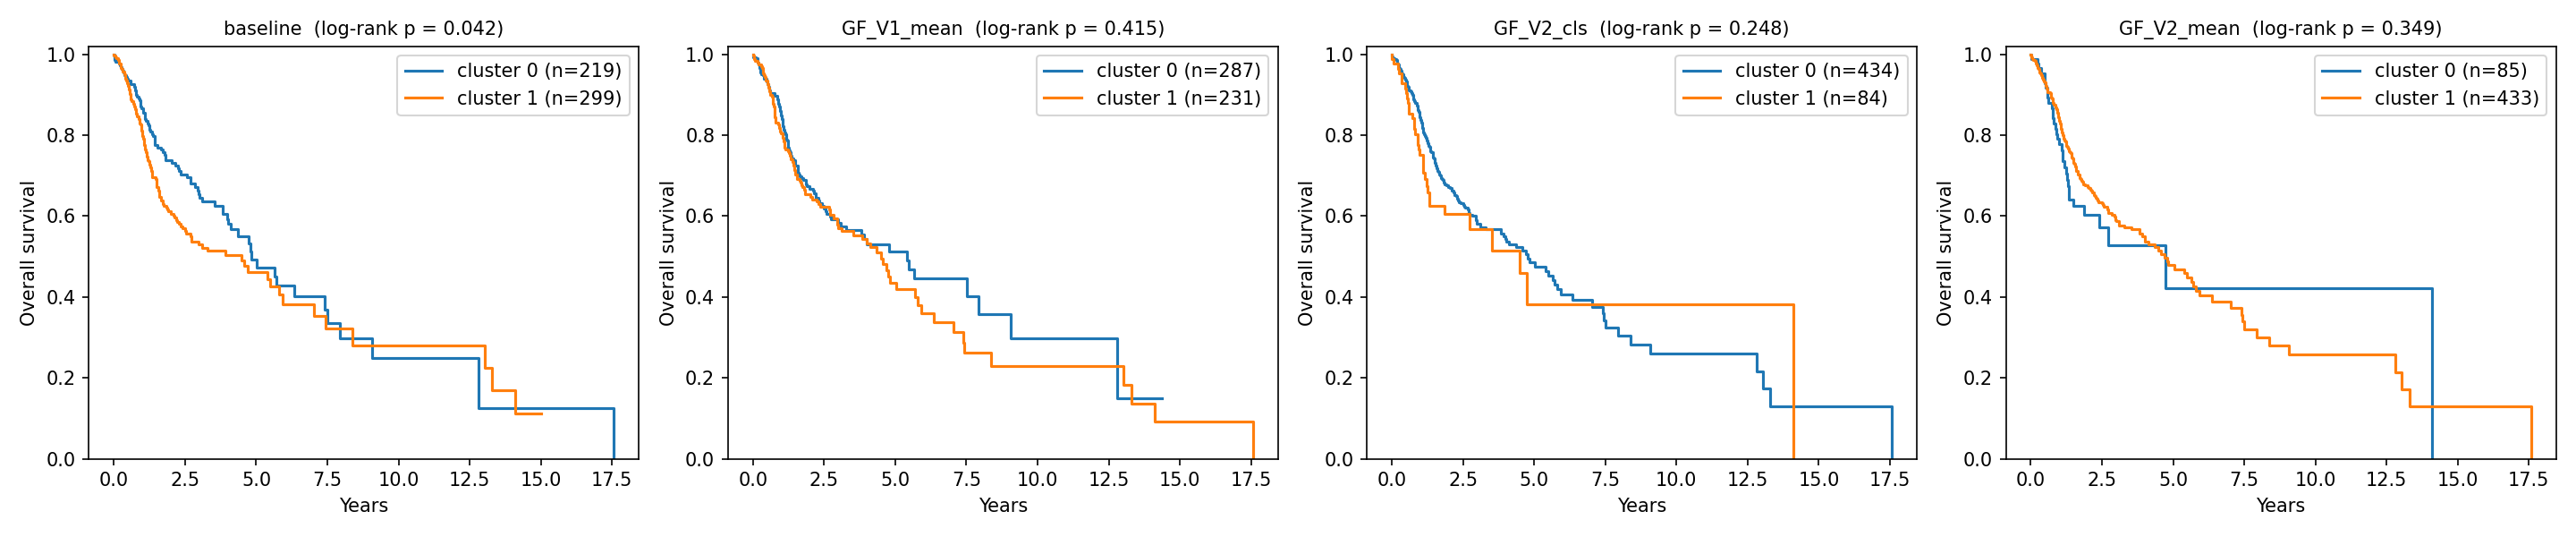 baseline  (log-rank p = 0.042)
cluster 0 (n=219)
cluster 1 (n=299)
Overall survival
1.0
0.8
0.6
0.4
0.2
0.0
0.0 2.5 5.0 7.5 10.0 12.5 15.0 17.5
Years
GF_V1_mean  (log-rank p = 0.415)
cluster 0 (n=287)
cluster 1 (n=231)
Overall survival
1.0
0.8
0.6
0.4
0.2
0.0
0.0 2.5 5.0 7.5 10.0 12.5 15.0 17.5
Years
GF_V2_cls  (log-rank p = 0.248)
cluster 0 (n=434)
cluster 1 (n=84)
Overall survival
1.0
0.8
0.6
0.4
0.2
0.0
0.0 2.5 5.0 7.5 10.0 12.5 15.0 17.5
Years
GF_V2_mean  (log-rank p = 0.349)
cluster 0 (n=85)
cluster 1 (n=433)
Overall survival
1.0
0.8
0.6
0.4
0.2
0.0
0.0 2.5 5.0 7.5 10.0 12.5 15.0 17.5
Years